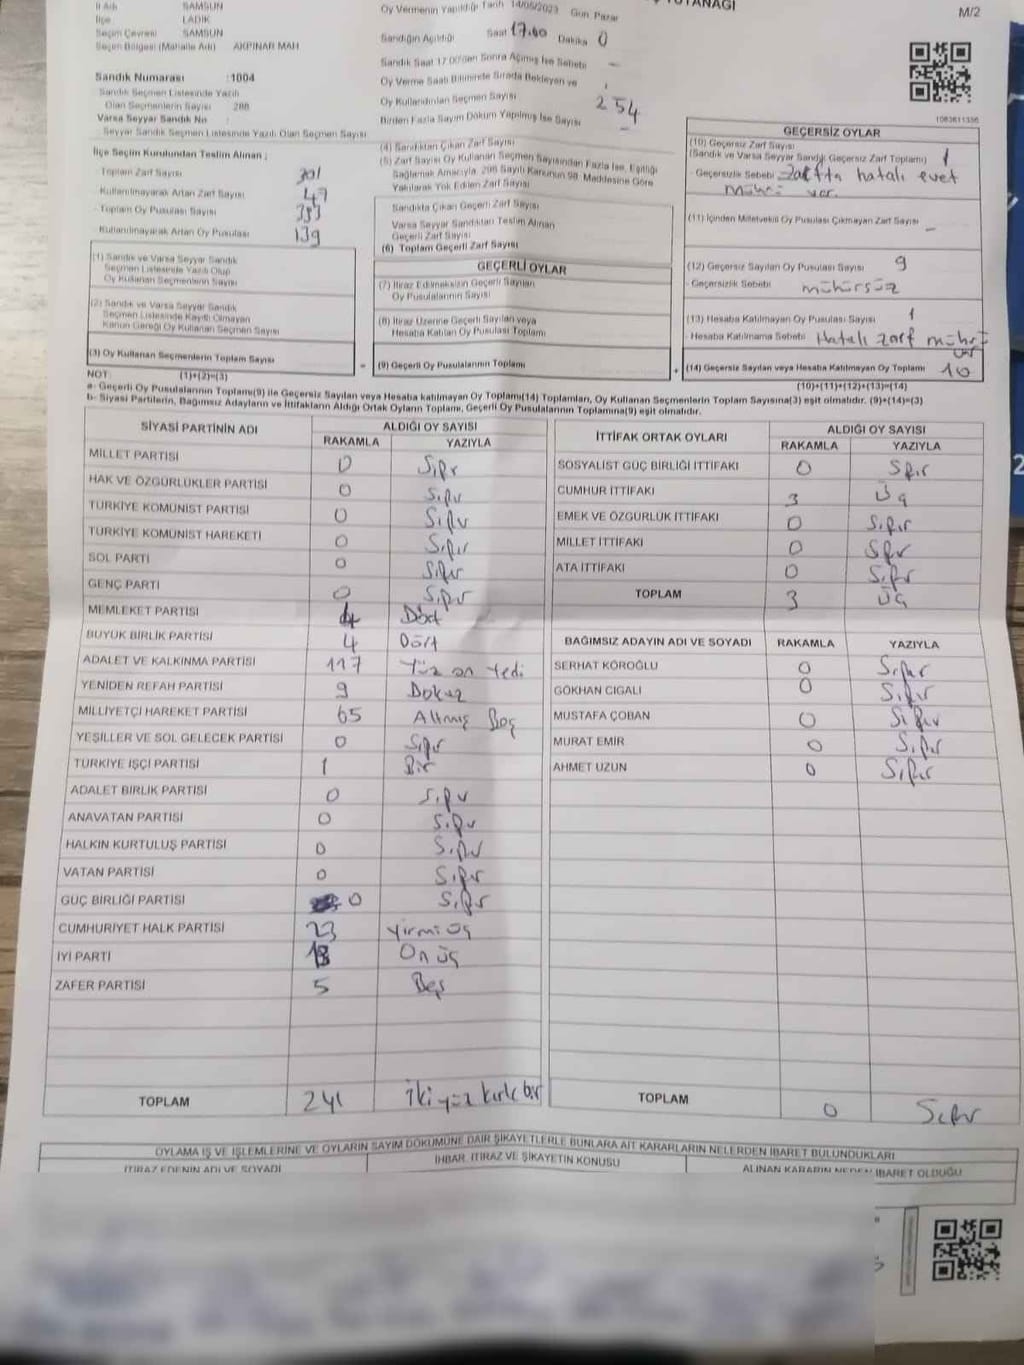 TUTANAĞI
M/2
İl Adı SAMSUN
İlçe LADİK
Seçim Çevresi SAMSUN
Seçim Bölgesi (Mahalle Adı) AKPINAR MAH
Oy Vermenin Yapıldığı Tarih 14/05/2023 Gün Pazar
Sandığın Açıldığı Saat 17.00 Dakika 0
Sandık Saat 17:00'den Sonra Açılmış İse Sebebi -
Oy Verme Saati Bitiminde Sırada Bekleyen ve
Oy Kullandırılan Seçmen Sayısı
254
Birden Fazla Sayım Döküm Yapılmış İse Sayısı -
Sandık Numarası : 1004
Sandık Seçmen Listesinde Yazılı
Olan Seçmenlerin Sayısı 288
Varsa Seyyar Sandık No :
Seyyar Sandık Seçmen Listesinde Yazılı Olan Seçmen Sayısı
İlçe Seçim Kurulundan Teslim Alınan ;
Toplam Zarf Sayısı 301
Kullanılmayarak Artan Zarf Sayısı 47
Toplam Oy Pusulası Sayısı 393
Kullanılmayarak Artan Oy Pusulası 139
(1) Sandık ve Varsa Seyyar Sandık
Seçmen Listesinde Yazılı Olup
Oy Kullanan Seçmenlerin Sayısı
(2) Sandık ve Varsa Seyyar Sandık
Seçmen Listesinde Kayıtlı Olmayan
Kanun Gereği Oy Kullanan Seçmen Sayısı
(3) Oy Kullanan Seçmenlerin Toplam Sayısı
(4) Sandıktan Çıkan Zarf Sayısı
(5) Zarf Sayısı Oy Kullanan Seçmen Sayısından Fazla İse, Eşitliği
Sağlamak Amacıyla, 298 Sayılı Kanunun 98. Maddesine Göre
Yakılarak Yok Edilen Zarf Sayısı
Sandıkta Çıkan Geçerli Zarf Sayısı
Varsa Seyyar Sandıktan Teslim Alınan
Geçerli Zarf Sayısı
(6) Toplam Geçerli Zarf Sayısı
GEÇERLİ OYLAR
(7) İtiraz Edilmeksizin Geçerli Sayılan
Oy Pusulalarının Sayısı
(8) İtiraz Üzerine Geçerli Sayılan veya
Hesaba Katılan Oy Pusulası Toplamı
= (9) Geçerli Oy Pusulalarının Toplamı +
1083611336
GEÇERSİZ OYLAR
(10) Geçersiz Zarf Sayısı
(Sandık ve Varsa Seyyar Sandık Geçersiz Zarf Toplamı) 1
- Geçersizlik Sebebi zarfta hatalı evet
mührü var.
(11) İçinden Milletvekili Oy Pusulası Çıkmayan Zarf Sayısı -
(12) Geçersiz Sayılan Oy Pusulası Sayısı 9
- Geçersizlik Sebebi mühürsüz
(13) Hesaba Katılmayan Oy Pusulası Sayısı 1
- Hesaba Katılmama Sebebi Hatalı zarf mührü
var
(14) Geçersiz Sayılan veya Hesaba Katılmayan Oy Toplamı 10
NOT: (1)+(2)=(3)
(10)+(11)+(12)+(13)=(14)
a- Geçerli Oy Pusulalarının Toplamı(9) ile Geçersiz Sayılan veya Hesaba katılmayan Oy Toplamı(14) Toplamları, Oy Kullanan Seçmenlerin Toplam Sayısına(3) eşit olmalıdır. (9)+(14)=(3)
b- Siyasi Partilerin, Bağımsız Adayların ve İttifakların Aldığı Ortak Oyların Toplamı, Geçerli Oy Pusulalarının Toplamına(9) eşit olmalıdır.
SİYASİ PARTİNİN ADI
ALDIĞI OY SAYISI
RAKAMLA YAZIYLA
MİLLET PARTİSİ 0 Sıfır
HAK VE ÖZGÜRLÜKLER PARTİSİ 0 Sıfır
TÜRKİYE KOMÜNİST PARTİSİ 0 Sıfır
TÜRKİYE KOMÜNİST HAREKETİ 0 Sıfır
SOL PARTİ 0 Sıfır
GENÇ PARTİ 0 Sıfır
MEMLEKET PARTİSİ 4 Dört
BÜYÜK BİRLİK PARTİSİ 4 Dört
ADALET VE KALKINMA PARTİSİ 117 Yüz on yedi
YENİDEN REFAH PARTİSİ 9 Dokuz
MİLLİYETÇİ HAREKET PARTİSİ 65 Altmış Beş
YEŞİLLER VE SOL GELECEK PARTİSİ 0 Sıfır
TÜRKİYE İŞÇİ PARTİSİ 1 Bir
ADALET BİRLİK PARTİSİ 0 Sıfır
ANAVATAN PARTİSİ 0 Sıfır
HALKIN KURTULUŞ PARTİSİ 0 Sıfır
VATAN PARTİSİ 0 Sıfır
GÜÇ BİRLİĞİ PARTİSİ 0 Sıfır
CUMHURİYET HALK PARTİSİ 23 yirmi üç
İYİ PARTİ 13 On üç
ZAFER PARTİSİ 5 Beş
TOPLAM 241 İki yüz kırk bir
İTTİFAK ORTAK OYLARI
ALDIĞI OY SAYISI
RAKAMLA YAZIYLA
SOSYALİST GÜÇ BİRLİĞİ İTTİFAKI 0 Sıfır
CUMHUR İTTİFAKI 3 Üç
EMEK VE ÖZGÜRLÜK İTTİFAKI 0 Sıfır
MİLLET İTTİFAKI 0 Sıfır
ATA İTTİFAKI 0 Sıfır
TOPLAM 3 Üç
BAĞIMSIZ ADAYIN ADI VE SOYADI RAKAMLA YAZIYLA
SERHAT KÖROĞLU 0 Sıfır
GÖKHAN CIGALI 0 Sıfır
MUSTAFA ÇOBAN 0 Sıfır
MURAT EMİR 0 Sıfır
AHMET UZUN 0 Sıfır
TOPLAM 0 Sıfır
OYLAMA İŞ VE İŞLEMLERİNE VE OYLARIN SAYIM DÖKÜMÜNE DAİR ŞİKAYETLERLE BUNLARA AİT KARARLARIN NELERDEN İBARET BULUNDUKLARI
İTİRAZ EDENİN ADI VE SOYADI
İHBAR, İTİRAZ VE ŞİKAYETİN KONUSU
ALINAN KARARIN NEDEN İBARET OLDUĞU